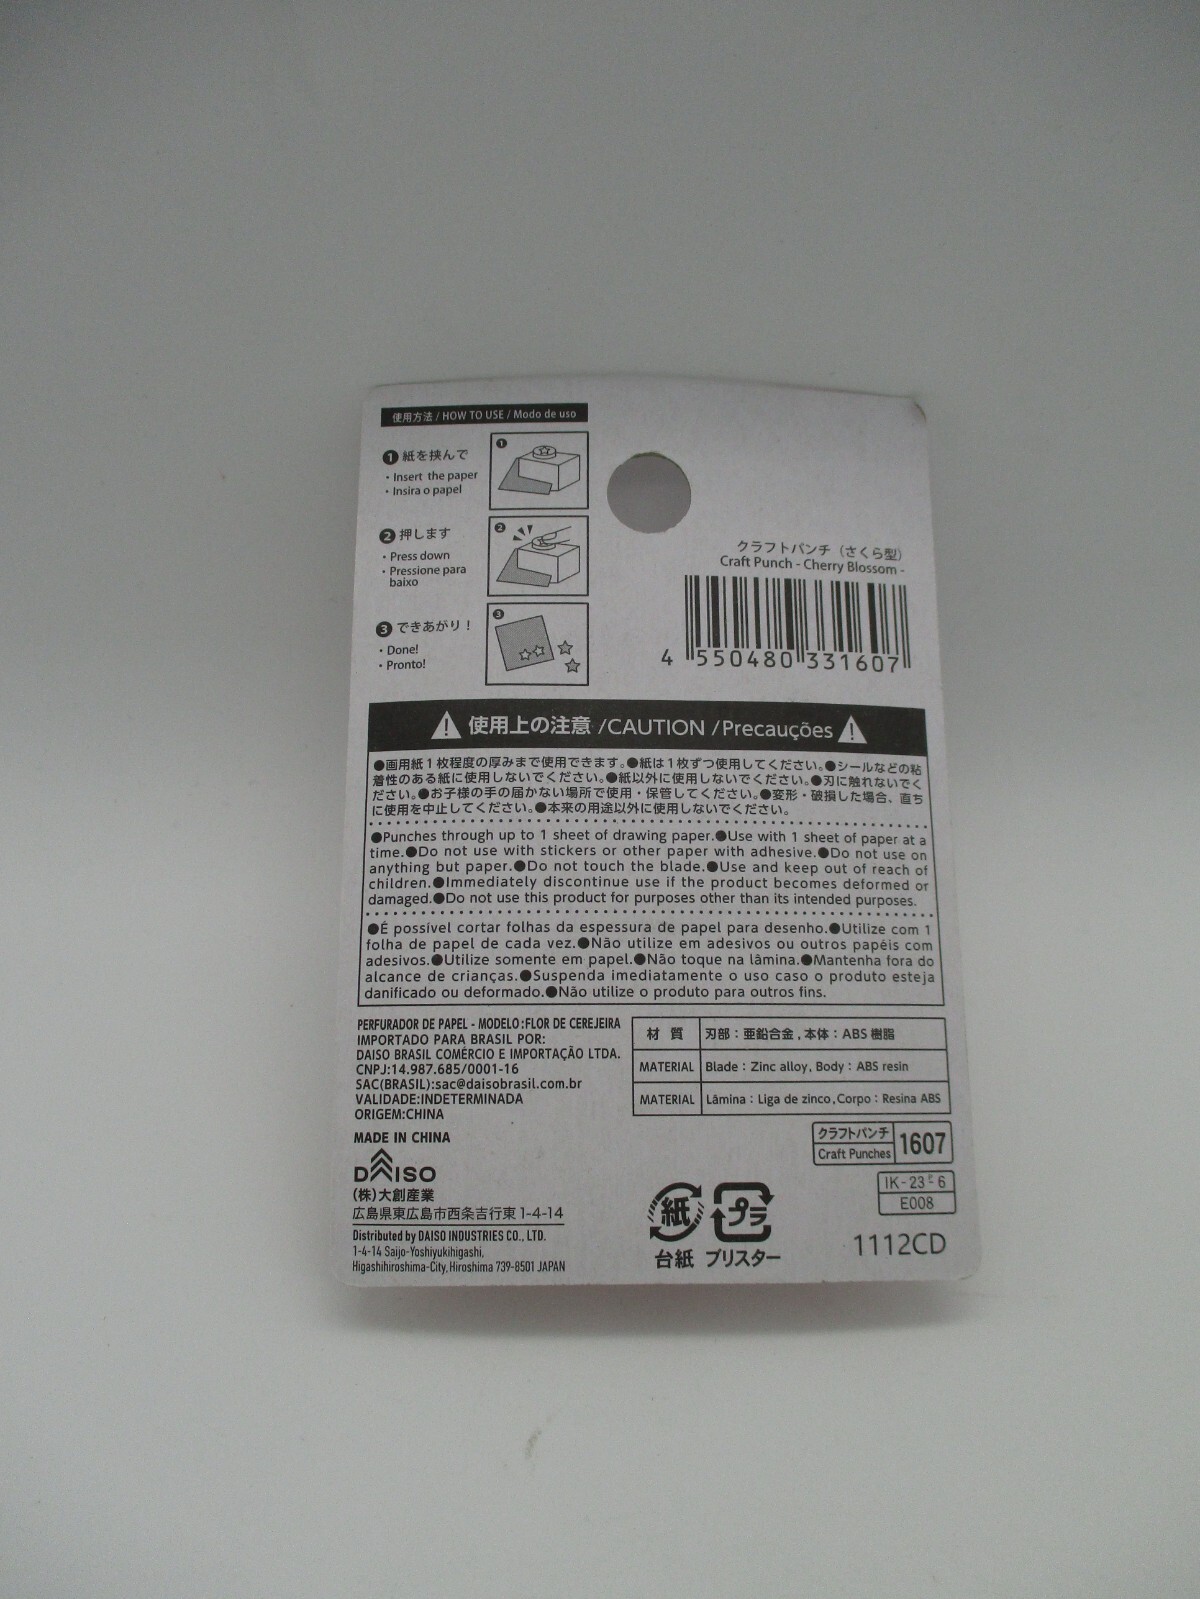 使用方法 / HOW TO USE / Modo de uso
❶ 紙を挟んで
・Insert the paper
・Insira o papel
❶
❷ 押します
・Press down
・Pressione para
baixo
❷
❸ できあがり！
・Done!
・Pronto!
❸
クラフトパンチ（さくら型）
Craft Punch - Cherry Blossom -
4 550480 331607
使用上の注意 /CAUTION /Precauções
●画用紙1枚程度の厚みまで使用できます。●紙は1枚ずつ使用してください。●シールなどの粘
着性のある紙に使用しないでください。●紙以外に使用しないでください。●刃に触れないでく
ださい。●お子様の手の届かない場所で使用・保管してください。●変形・破損した場合、直ち
に使用を中止してください。●本来の用途以外に使用しないでください。
●Punches through up to 1 sheet of drawing paper.●Use with 1 sheet of paper at a
time.●Do not use with stickers or other paper with adhesive.●Do not use on
anything but paper.●Do not touch the blade.●Use and keep out of reach of
children.●Immediately discontinue use if the product becomes deformed or
damaged.●Do not use this product for purposes other than its intended purposes.
●É possível cortar folhas da espessura de papel para desenho.●Utilize com 1
folha de papel de cada vez.●Não utilize em adesivos ou outros papéis com
adesivos.●Utilize somente em papel.●Não toque na lâmina.●Mantenha fora do
alcance de crianças.●Suspenda imediatamente o uso caso o produto esteja
danificado ou deformado.●Não utilize o produto para outros fins.
PERFURADOR DE PAPEL - MODELO:FLOR DE CEREJEIRA
IMPORTADO PARA BRASIL POR:
DAISO BRASIL COMÉRCIO E IMPORTAÇÃO LTDA.
CNPJ:14.987.685/0001-16
SAC(BRASIL):sac@daisobrasil.com.br
VALIDADE:INDETERMINADA
ORIGEM:CHINA
材 質 刃部：亜鉛合金，本体：ABS 樹脂
MATERIAL Blade : Zinc alloy, Body : ABS resin
MATERIAL Lâmina : Liga de zinco, Corpo : Resina ABS
MADE IN CHINA
DAISO
(株)大創産業
広島県東広島市西条吉行東 1-4-14
Distributed by DAISO INDUSTRIES CO., LTD.
1-4-14 Saijo-Yoshiyukihigashi,
Higashihiroshima-City, Hiroshima 739-8501 JAPAN
紙 プラ
台紙 ブリスター
クラフトパンチ
Craft Punches
1607
IK-23ﾋ6
E008
1112CD